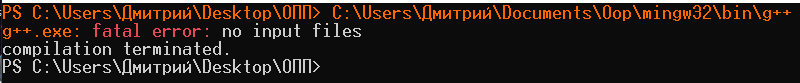 PS C:\Users\Дмитрий\Desktop\ОПП> C:\Users\Дмитрий\Documents\Oop\mingw32\bin\g++
g++.exe: fatal error: no input files
compilation terminated.
PS C:\Users\Дмитрий\Desktop\ОПП>